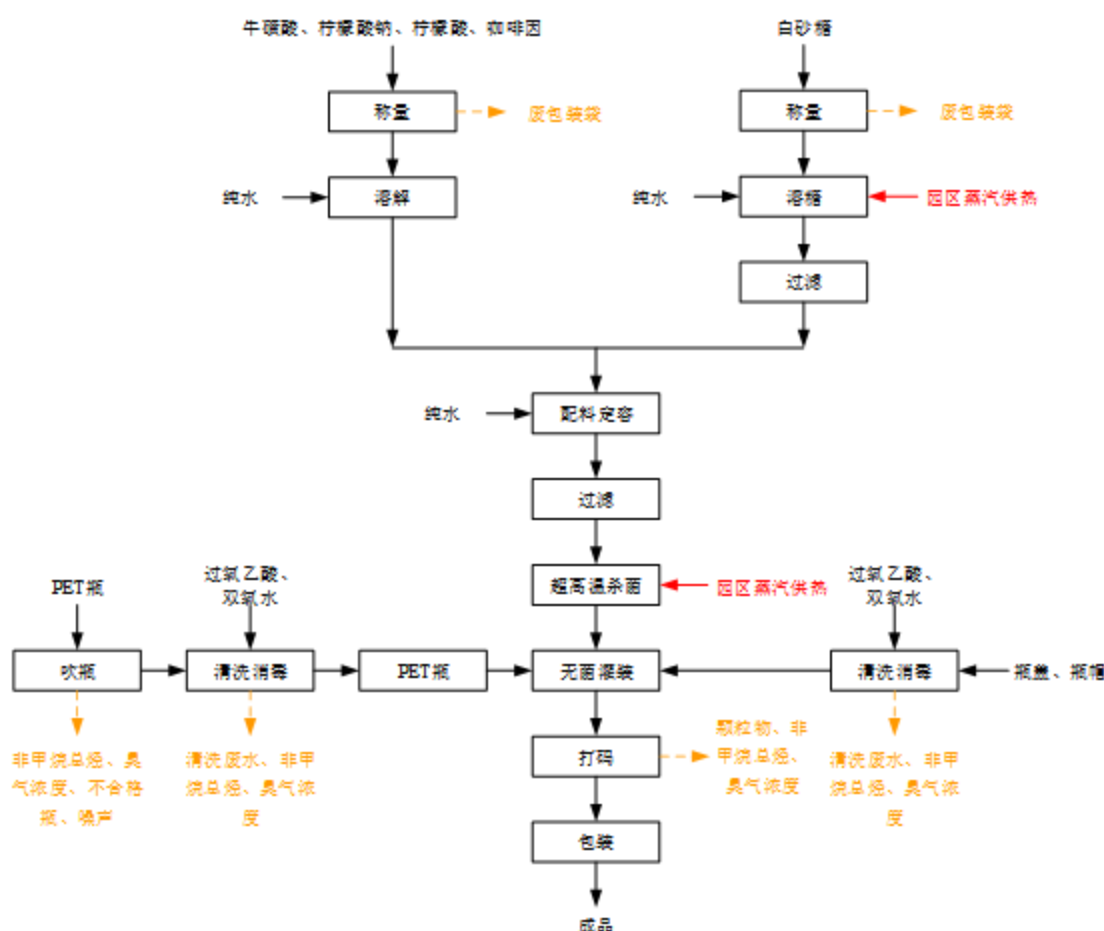 牛磺酸、柠檬酸钠、柠檬酸、咖啡因
白砂糖
称量
废包装袋
称量
废包装袋
纯水
溶解
纯水
溶糖
园区蒸汽供热
过滤
纯水
配料定容
过滤
超高温杀菌
园区蒸汽供热
PET瓶
过氧乙酸、
双氧水
过氧乙酸、
双氧水
吹瓶
清洗消毒
PET瓶
无菌灌装
清洗消毒
瓶盖、瓶帽
非甲烷总烃、臭
气浓度、不合格
瓶、噪声
清洗废水、非甲
烷总烃、臭气浓
度
打码
颗粒物、非
甲烷总烃、
臭气浓度
清洗废水、非甲
烷总烃、臭气浓
度
包装
成品